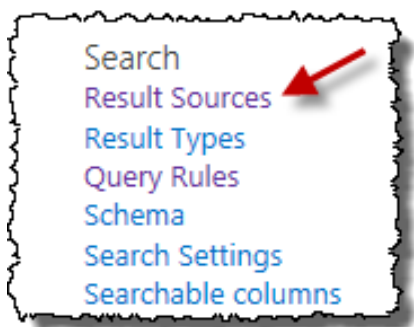 Search
Result Sources
Result Types
Query Rules
Schema
Search Settings
Searchable columns